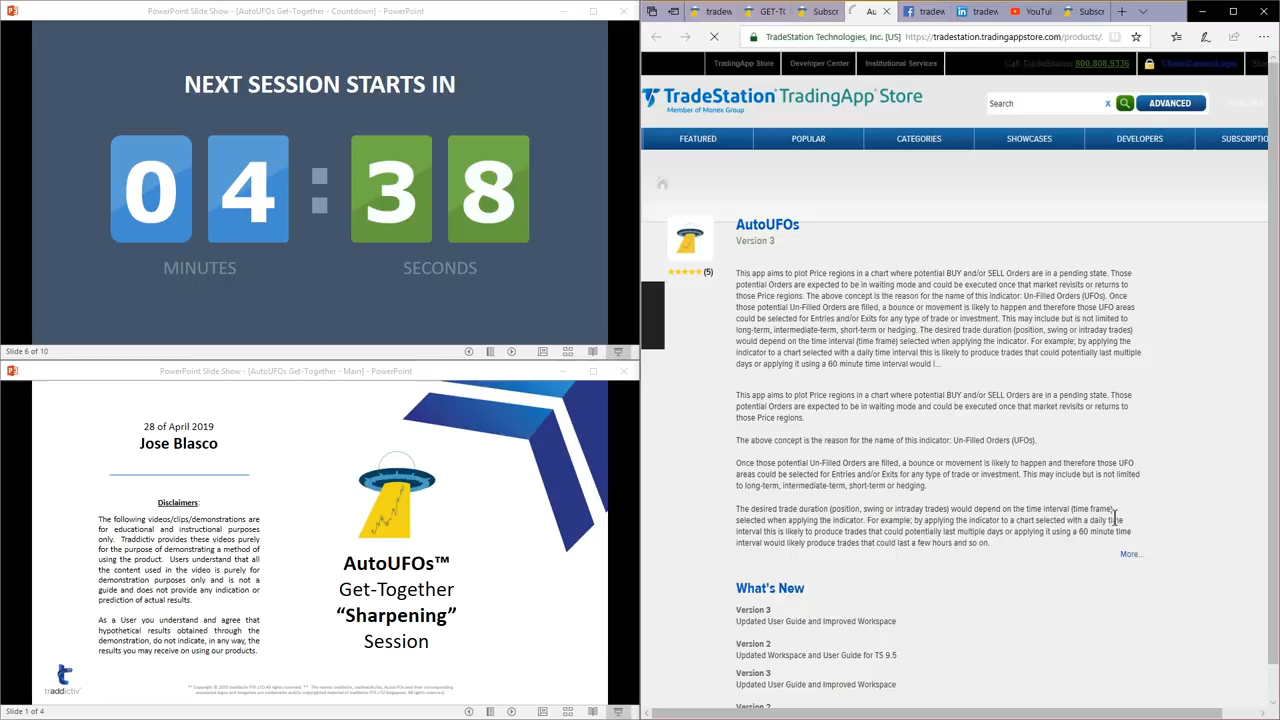 PowerPoint Slide Show - [AutoUFOs Get-Together - Countdown] - PowerPoint
NEXT SESSION STARTS IN
04:38
MINUTES
SECONDS
Slide 6 of 10
PowerPoint Slide Show - [AutoUFOs Get-Together - Main] - PowerPoint
28 of April 2019
Jose Blasco
Disclaimers:
The following videos/clips/demonstrations are
for educational and instructional purposes
only. Traddictiv provides these videos purely
for the purpose of demonstrating a method of
using the product. Users understand that all
the content used in the video is purely for
demonstration purposes only and is not a
guide and does not provide any indication or
prediction of actual results.
As a User you understand and agree that
hypothetical results obtained through the
demonstration, do not indicate, in any way, the
results you may receive on using our products.
AutoUFOs™
Get-Together
“Sharpening”
Session
traddictiv
Slide 1 of 4
tradew
GET-T
Subscr
Au
tradew
tradew
YouTul
Subscr
TradeStation Technologies, Inc. [US]
https://tradestation.tradingappstore.com/products/.
TradingApp Store
Developer Center
Institutional Services
Call TradeStation 800.808.9336
TradeStation TradingApp Store
Member of Monex Group
Search
X
ADVANCED
FEATURED
POPULAR
CATEGORIES
SHOWCASES
DEVELOPERS
SUBSCRIPTIO
AutoUFOs
Version 3
(5)
This app aims to plot Price regions in a chart where potential BUY and/or SELL Orders are in a pending state. Those
potential Orders are expected to be in waiting mode and could be executed once that market revisits or returns to
those Price regions. The above concept is the reason for the name of this indicator: Un-Filled Orders (UFOs). Once
those potential Un-Filled Orders are filled, a bounce or movement is likely to happen and therefore those UFO areas
could be selected for Entries and/or Exits for any type of trade or investment. This may include but is not limited to
long-term, intermediate-term, short-term or hedging. The desired trade duration (position, swing or intraday trades)
would depend on the time interval (time frame) selected when applying the indicator. For example; by applying the
indicator to a chart selected with a daily time interval this is likely to produce trades that could potentially last multiple
days or applying it using a 60 minute time interval would l...
This app aims to plot Price regions in a chart where potential BUY and/or SELL Orders are in a pending state. Those
potential Orders are expected to be in waiting mode and could be executed once that market revisits or returns to
those Price regions.
The above concept is the reason for the name of this indicator: Un-Filled Orders (UFOs).
Once those potential Un-Filled Orders are filled, a bounce or movement is likely to happen and therefore those UFO
areas could be selected for Entries and/or Exits for any type of trade or investment. This may include but is not limited
to long-term, intermediate-term, short-term or hedging.
The desired trade duration (position, swing or intraday trades) would depend on the time interval (time frame)
selected when applying the indicator. For example; by applying the indicator to a chart selected with a daily time
interval this is likely to produce trades that could potentially last multiple days or applying it using a 60 minute time
interval would likely produce trades that could last a few hours and so on.
More...
What's New
Version 3
Updated User Guide and Improved Workspace
Version 2
Updated Workspace and User Guide for TS 9.5
Version 3
Updated User Guide and Improved Workspace
Version 2